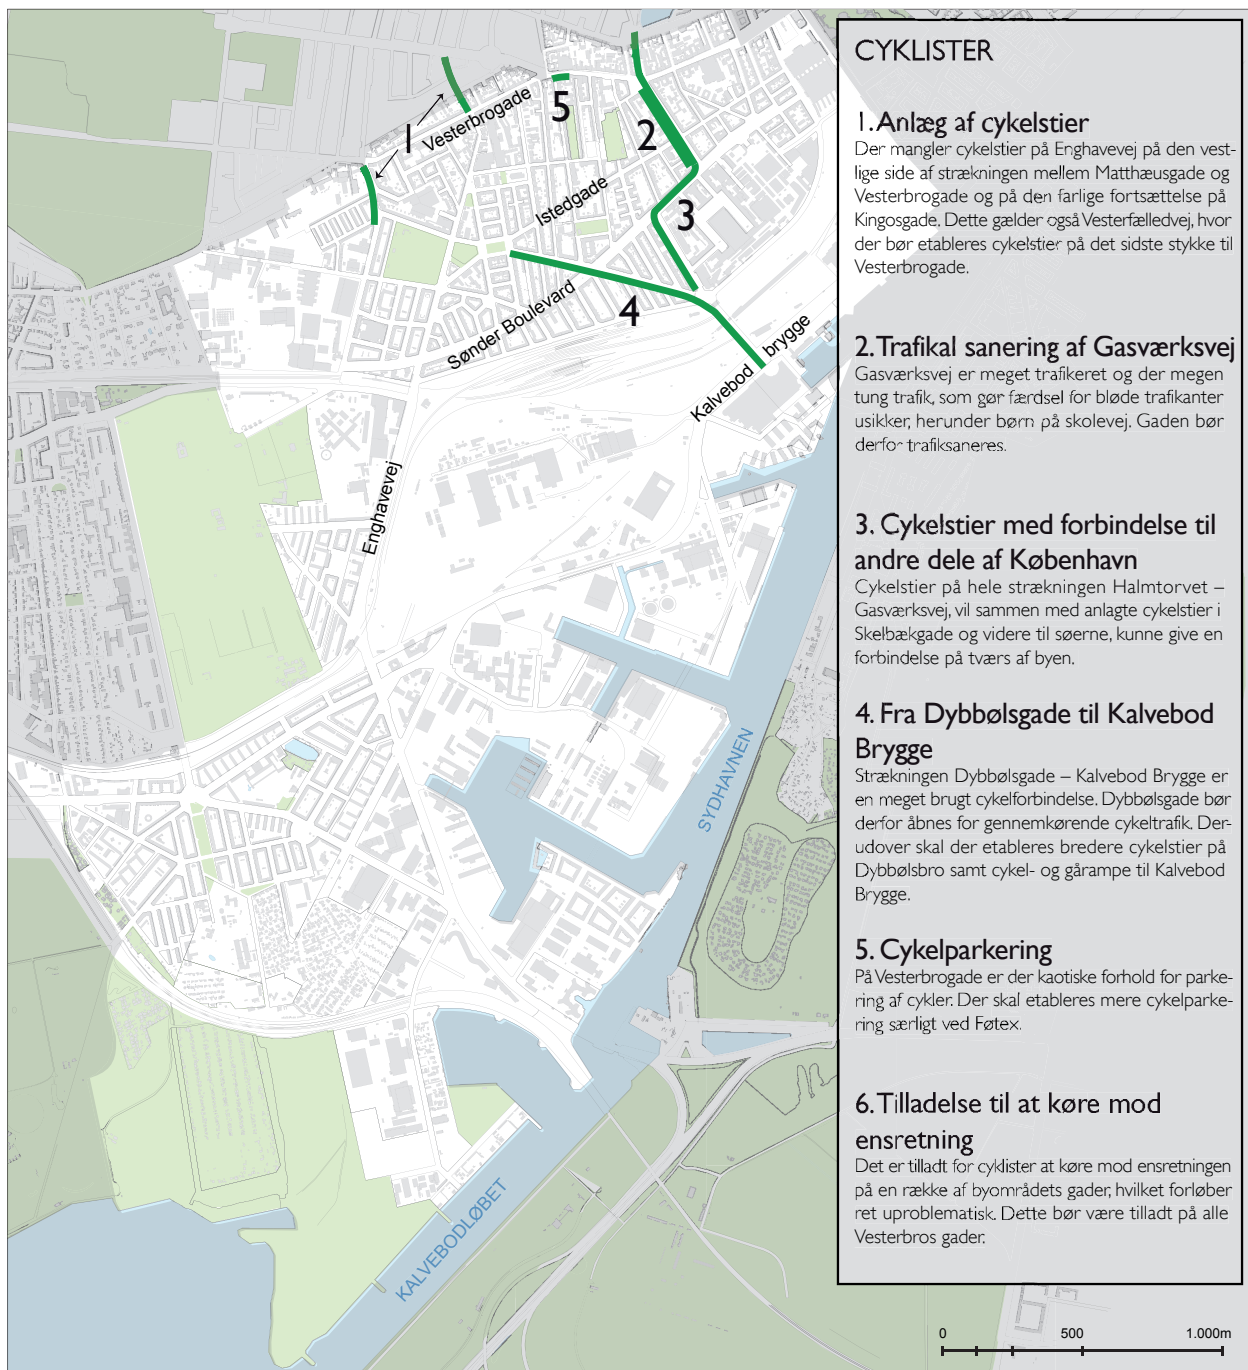 CYKLISTER
1. Anlæg af cykelstier
Der mangler cykelstier på Enghavevej på den vest-
lige side af strækningen mellem Matthæusgade og
Vesterbrogade og på den farlige fortsættelse på
Kingosgade. Dette gælder også Vesterfælledvej, hvor
der bør etableres cykelstier på det sidste stykke til
Vesterbrogade.
2. Trafikal sanering af Gasværksvej
Gasværksvej er meget trafikeret og der megen
tung trafik, som gør færdsel for bløde trafikanter
usikker, herunder børn på skolevej. Gaden bør
derfor trafiksaneres.
3. Cykelstier med forbindelse til
andre dele af København
Cykelstier på hele strækningen Halmtorvet –
Gasværksvej, vil sammen med anlagte cykelstier i
Skelbækgade og videre til søerne, kunne give en
forbindelse på tværs af byen.
4. Fra Dybbølsgade til Kalvebod
Brygge
Strækningen Dybbølsgade – Kalvebod Brygge er
en meget brugt cykelforbindelse. Dybbølsgade bør
derfor åbnes for gennemkørende cykeltrafik. Der-
udover skal der etableres bredere cykelstier på
Dybbølsbro samt cykel- og gårampe til Kalvebod
Brygge.
5. Cykelparkering
På Vesterbrogade er der kaotiske forhold for parke-
ring af cykler. Der skal etableres mere cykelparke-
ring særligt ved Føtex.
6. Tilladelse til at køre mod
ensretning
Det er tilladt for cyklister at køre mod ensretningen
på en række af byområdets gader, hvilket forløber
ret uproblematisk. Dette bør være tilladt på alle
Vesterbros gader.
1
Vesterbrogade
5
2
Istedgade
3
4
Sønder Boulevard
Kalvebod brygge
Enghavevej
SYDHAVNEN
KALVEBODLØBET
0 500 1.000m